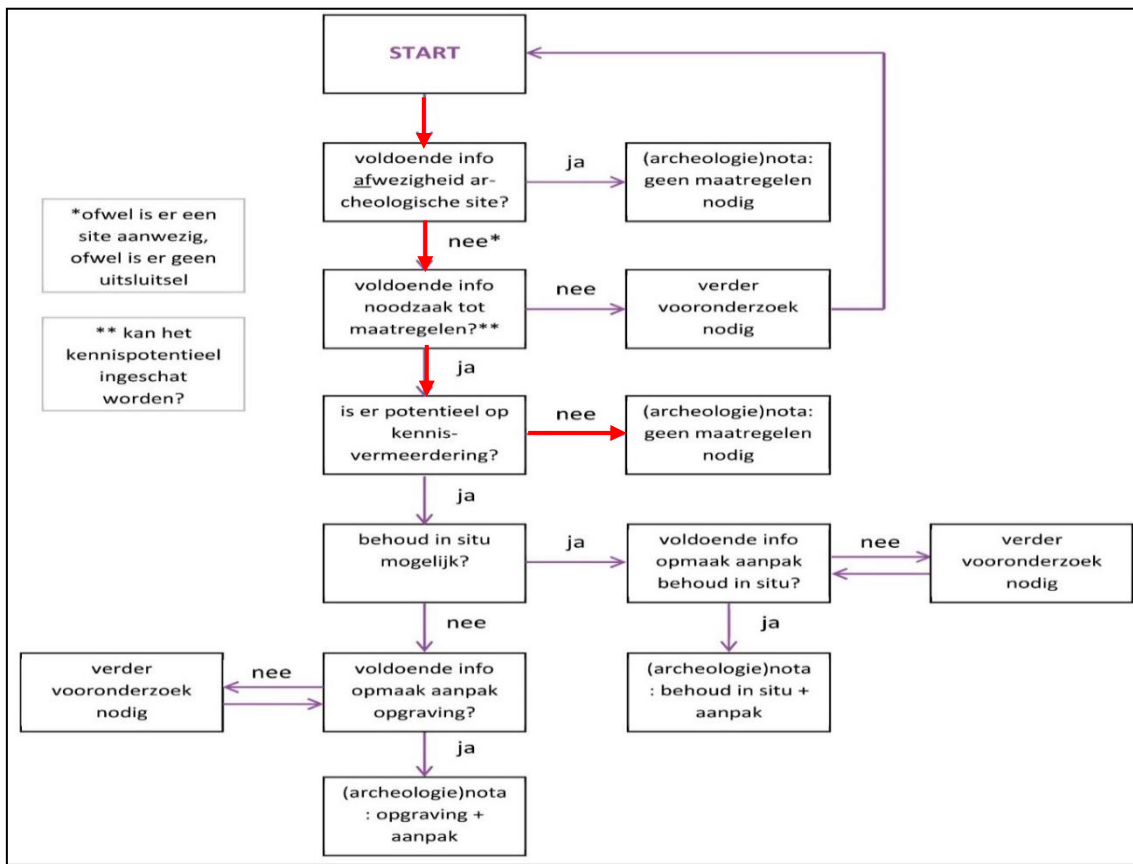 START
voldoende info
afwezigheid ar-
cheologische site?
ja
(archeologie)nota:
geen maatregelen
nodig
*ofwel is er een
site aanwezig,
ofwel is er geen
uitsluitsel
nee*
voldoende info
noodzaak tot
maatregelen?**
nee
verder
vooronderzoek
nodig
** kan het
kennispotentieel
ingeschat
worden?
ja
is er potentieel op
kennis-
vermeerdering?
nee
(archeologie)nota:
geen maatregelen
nodig
ja
behoud in situ
mogelijk?
ja
voldoende info
opmaak aanpak
behoud in situ?
nee
verder
vooronderzoek
nodig
nee
ja
verder
vooronderzoek
nodig
nee
voldoende info
opmaak aanpak
opgraving?
(archeologie)nota
: behoud in situ +
aanpak
ja
(archeologie)nota
: opgraving +
aanpak